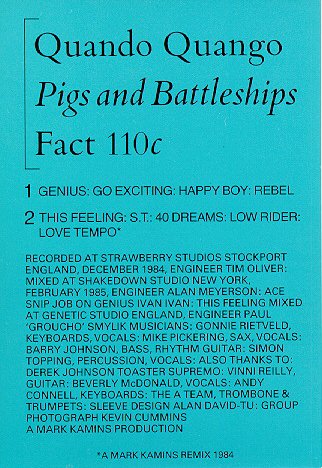 Quando Quango
Pigs and Battleships
Fact 110c
1 GENIUS: GO EXCITING: HAPPY BOY: REBEL
2 THIS FEELING: S.T.: 40 DREAMS: LOW RIDER:
LOVE TEMPO*
RECORDED AT STRAWBERRY STUDIOS STOCKPORT
ENGLAND, DECEMBER 1984, ENGINEER TIM OLIVER:
MIXED AT SHAKEDOWN STUDIO NEW YORK,
FEBRUARY 1985, ENGINEER ALAN MEYERSON: ACE
SNIP JOB ON GENIUS IVAN IVAN: THIS FEELING MIXED
AT GENETIC STUDIO ENGLAND, ENGINEER PAUL
'GROUCHO' SMYLIK MUSICIANS: GONNIE RIETVELD,
KEYBOARDS, VOCALS: MIKE PICKERING, SAX, VOCALS:
BARRY JOHNSON, BASS, RHYTHM GUITAR: SIMON
TOPPING, PERCUSSION, VOCALS: ALSO THANKS TO:
DEREK JOHNSON TOASTER SUPREMO: VINNI REILLY,
GUITAR: BEVERLY McDONALD, VOCALS: ANDY
CONNELL, KEYBOARDS: THE A TEAM, TROMBONE &
TRUMPETS: SLEEVE DESIGN ALAN DAVID-TU: GROUP
PHOTOGRAPH KEVIN CUMMINS
A MARK KAMINS PRODUCTION
*A MARK KAMINS REMIX 1984